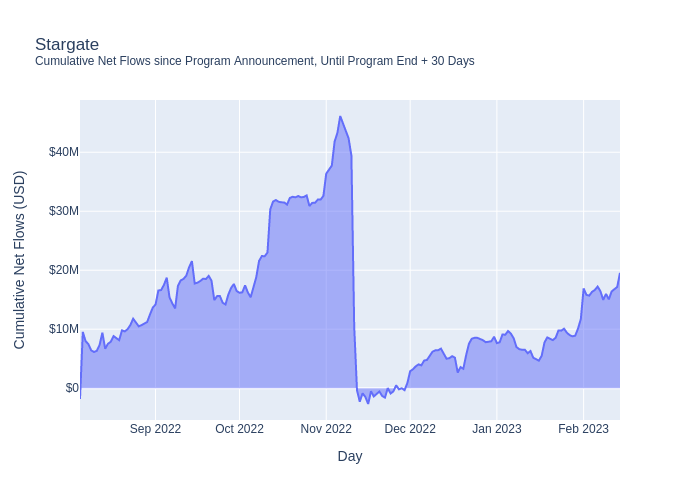 Stargate
Cumulative Net Flows since Program Announcement, Until Program End + 30 Days
Cumulative Net Flows (USD)
$40M
$30M
$20M
$10M
$0
Sep 2022 Oct 2022 Nov 2022 Dec 2022 Jan 2023 Feb 2023
Day